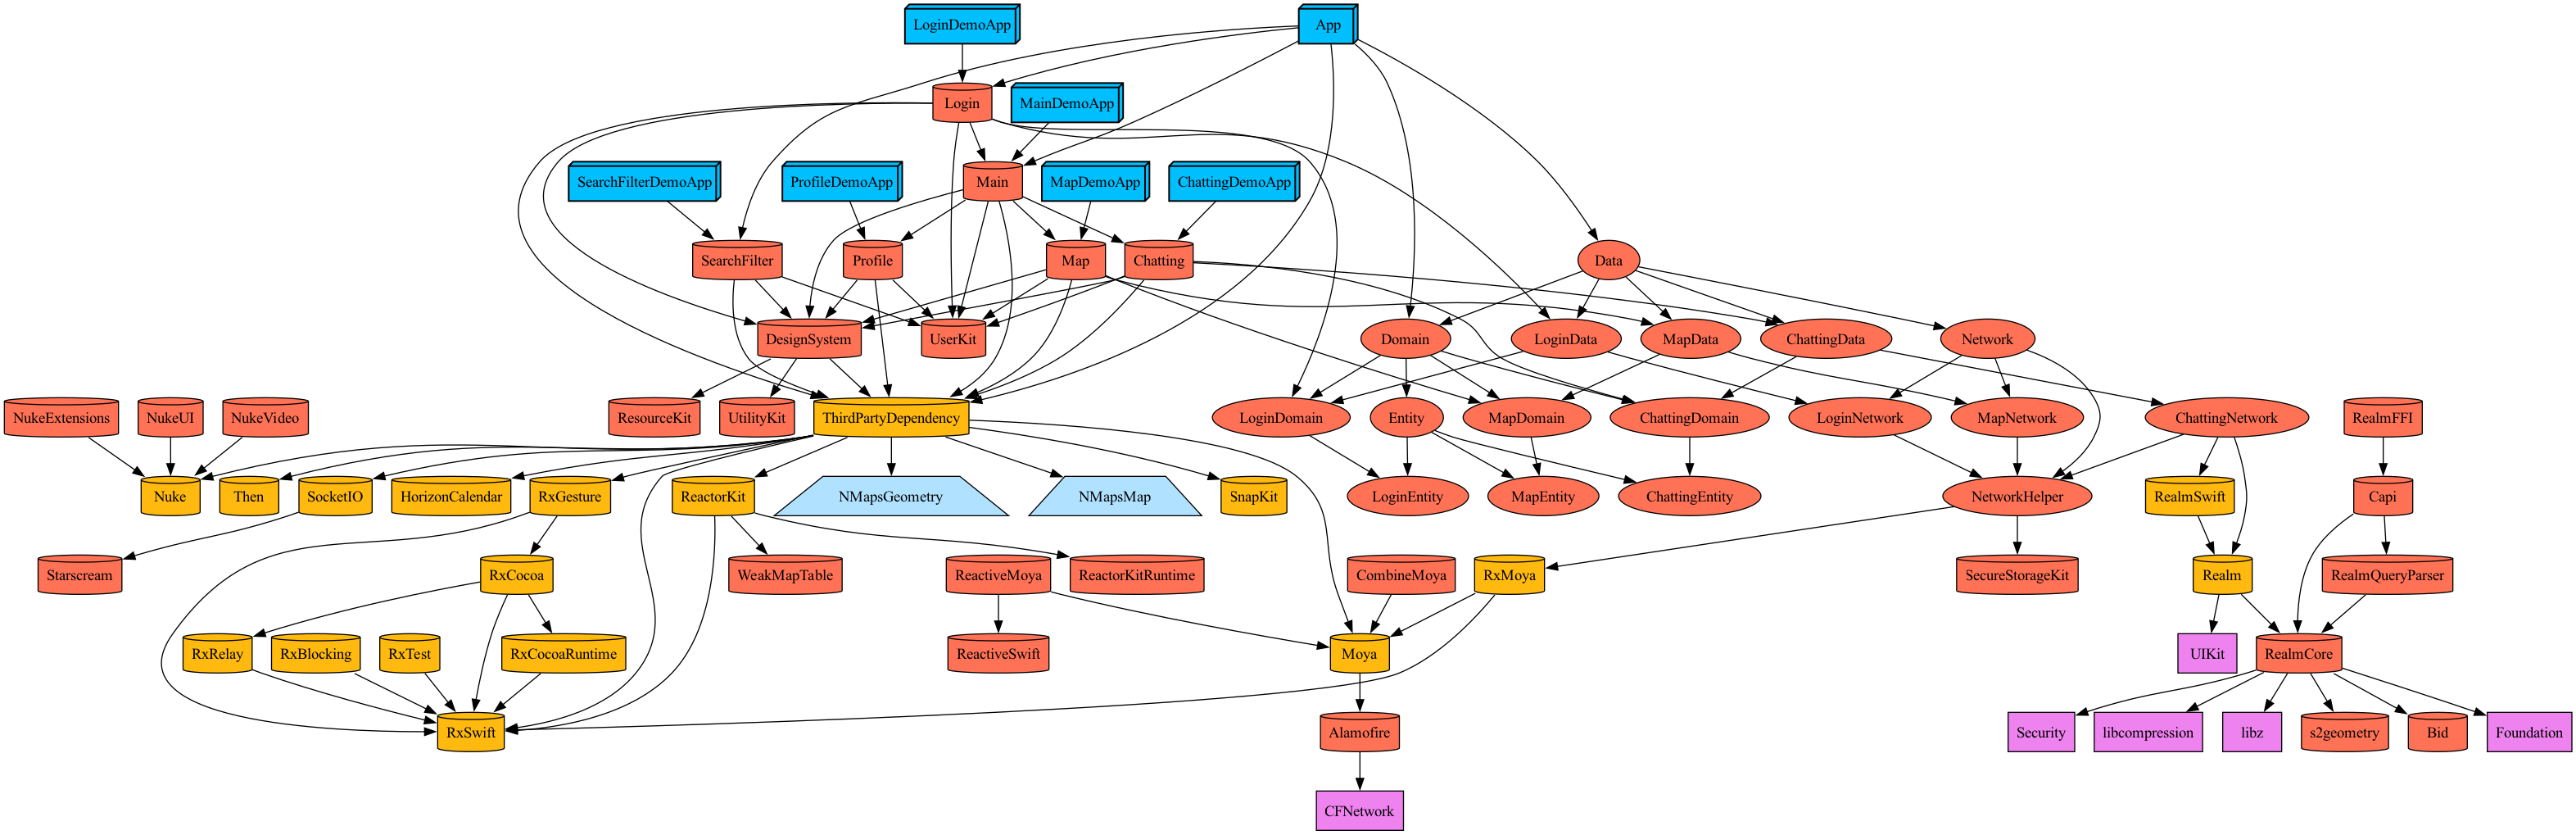 LoginDemoApp
App
Login
MainDemoApp
SearchFilterDemoApp
ProfileDemoApp
Main
MapDemoApp
ChattingDemoApp
SearchFilter
Profile
Map
Chatting
Data
DesignSystem
UserKit
Domain
LoginData
MapData
ChattingData
Network
NukeExtensions
NukeUI
NukeVideo
ResourceKit
UtilityKit
ThirdPartyDependency
LoginDomain
Entity
MapDomain
ChattingDomain
LoginNetwork
MapNetwork
ChattingNetwork
RealmFFI
Nuke
Then
SocketIO
HorizonCalendar
RxGesture
ReactorKit
NMapsGeometry
NMapsMap
SnapKit
LoginEntity
MapEntity
ChattingEntity
NetworkHelper
RealmSwift
Capi
Starscream
RxCocoa
WeakMapTable
ReactiveMoya
ReactorKitRuntime
CombineMoya
RxMoya
SecureStorageKit
Realm
RealmQueryParser
RxRelay
RxBlocking
RxTest
RxCocoaRuntime
ReactiveSwift
Moya
UIKit
RealmCore
RxSwift
Alamofire
Security
libcompression
libz
s2geometry
Bid
Foundation
CFNetwork